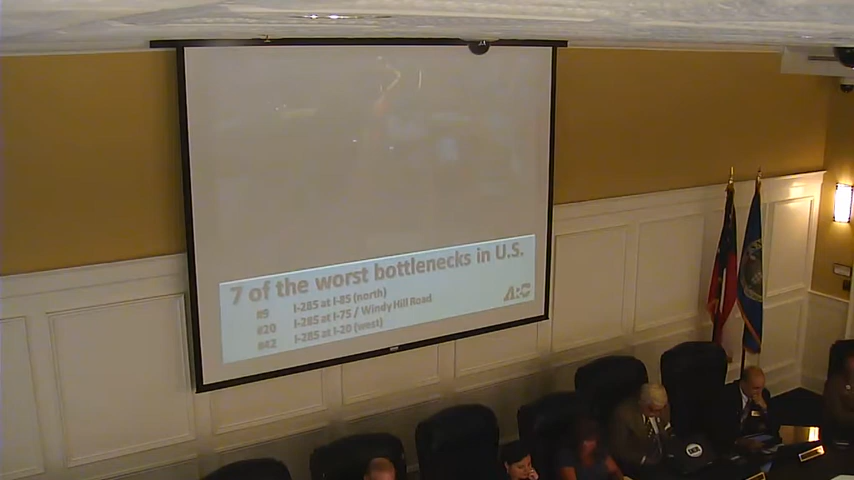 7 of the worst bottlenecks in U.S.
#9 I-285 at I-85 (north)
#20 I-285 at I-75 / Windy Hill Road
#42 I-285 at I-20 (west)
ARC